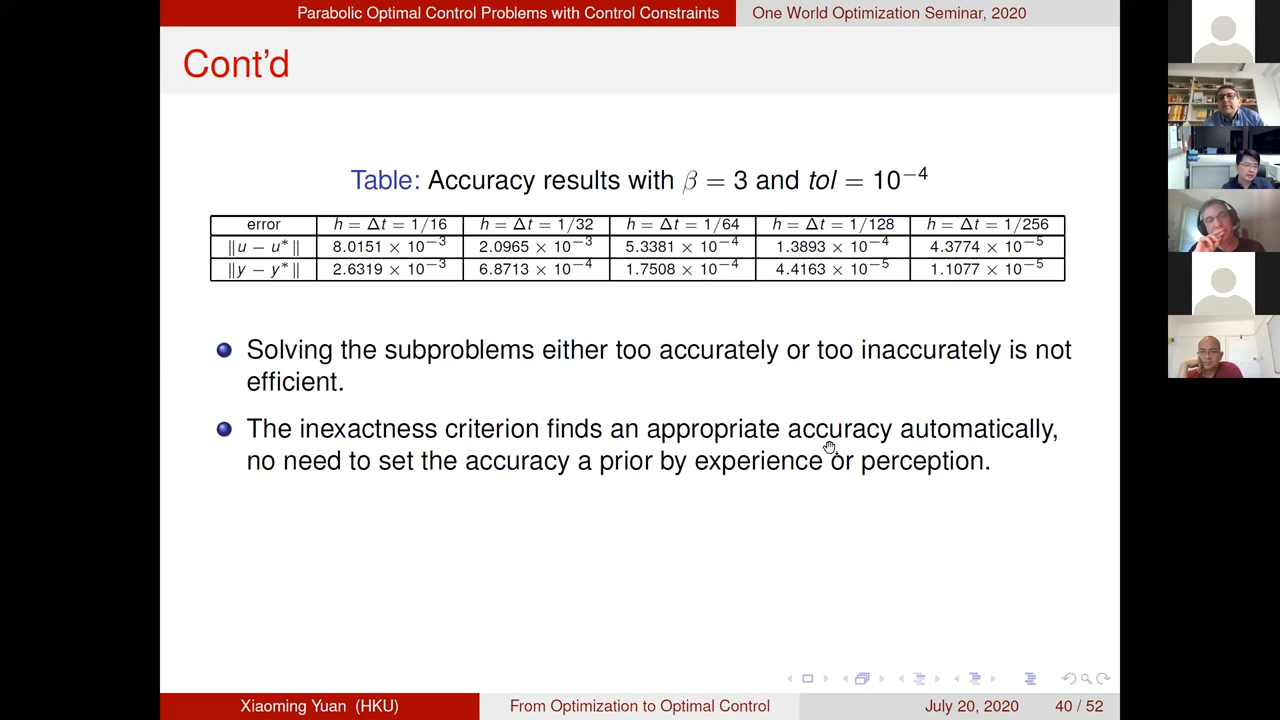 Parabolic Optimal Control Problems with Control Constraints One World Optimization Seminar, 2020
Cont'd
Table: Accuracy results with β = 3 and tol = 10⁻⁴
error h = Δt = 1/16 h = Δt = 1/32 h = Δt = 1/64 h = Δt = 1/128 h = Δt = 1/256
‖u − u*‖ 8.0151 × 10⁻³ 2.0965 × 10⁻³ 5.3381 × 10⁻⁴ 1.3893 × 10⁻⁴ 4.3774 × 10⁻⁵
‖y − y*‖ 2.6319 × 10⁻³ 6.8713 × 10⁻⁴ 1.7508 × 10⁻⁴ 4.4163 × 10⁻⁵ 1.1077 × 10⁻⁵
Solving the subproblems either too accurately or too inaccurately is not
efficient.
The inexactness criterion finds an appropriate accuracy automatically,
no need to set the accuracy a prior by experience or perception.
Xiaoming Yuan (HKU) From Optimization to Optimal Control July 20, 2020 40 / 52